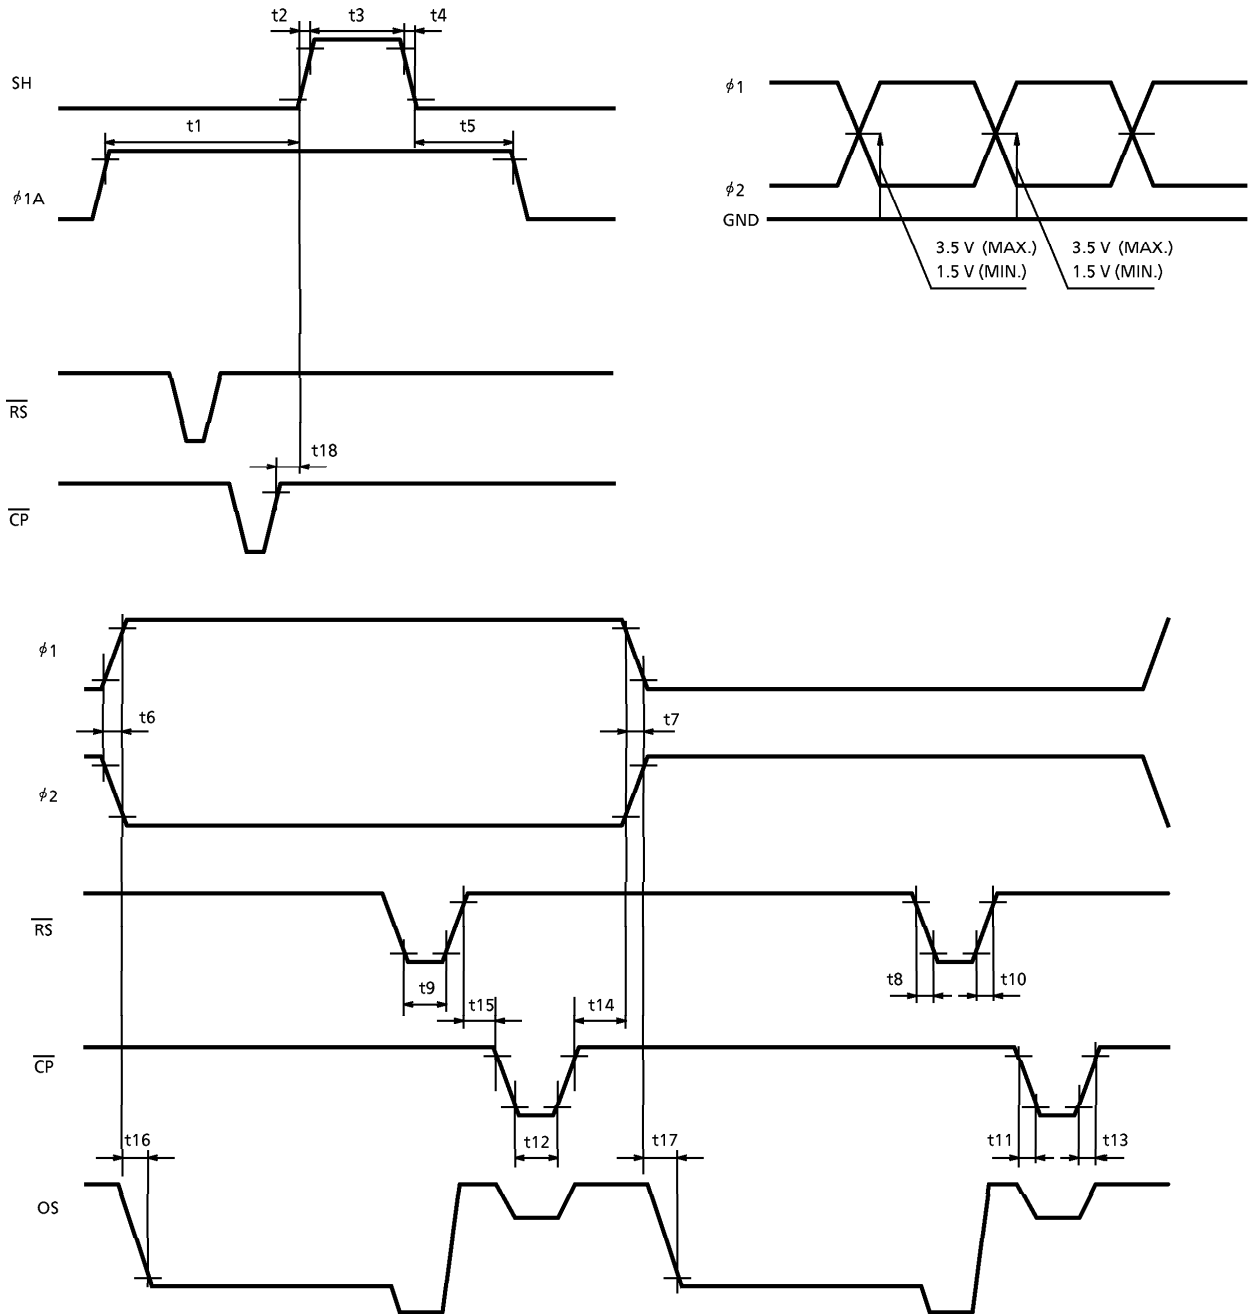 t2 t3 t4
SH
t1 t5
φ1A
RS
t18
CP
φ1
φ2
GND
3.5 V (MAX.) 3.5 V (MAX.)
1.5 V (MIN.) 1.5 V (MIN.)
φ1
t6 t7
φ2
RS
t9 t15 t14 t8 t10
CP
t16 t12 t17 t11 t13
OS